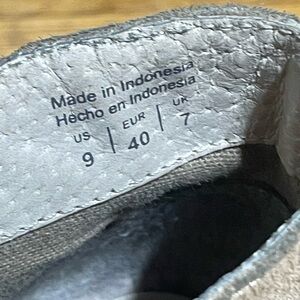 Made in Indonesia
Hecho en Indonesia
US | EUR | UK
9 | 40 | 7